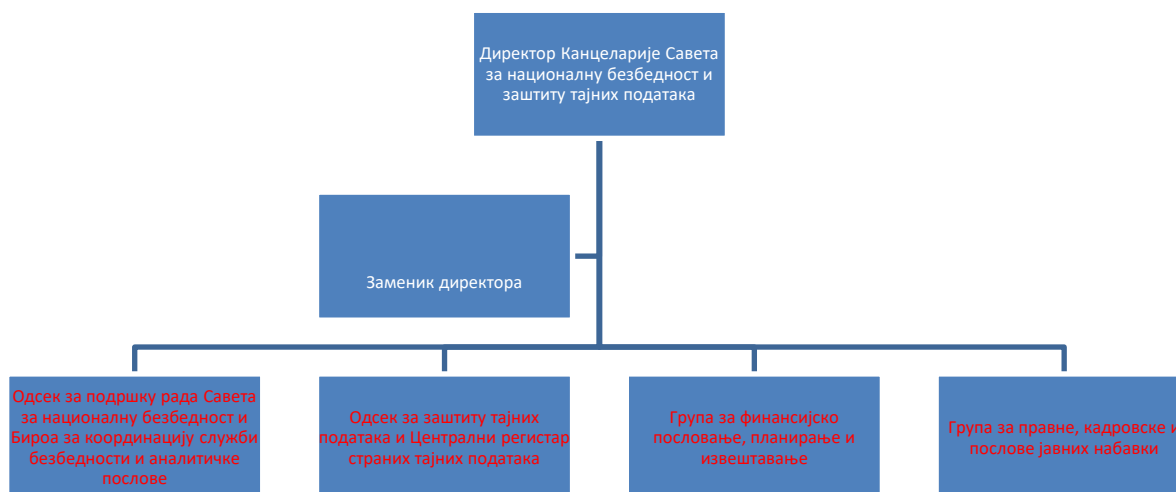 Директор Канцеларије Савета
за националну безбедност и
заштиту тајних података
Заменик директора
Одсек за подршку рада Савета
за националну безбедност и
Бироа за координацију служби
безбедности и аналитичке
послове
Одсек за заштиту тајних
података и Централни регистар
страних тајних података
Група за финансијско
пословање, планирање и
извештавање
Група за правне, кадровске и
послове јавних набавки